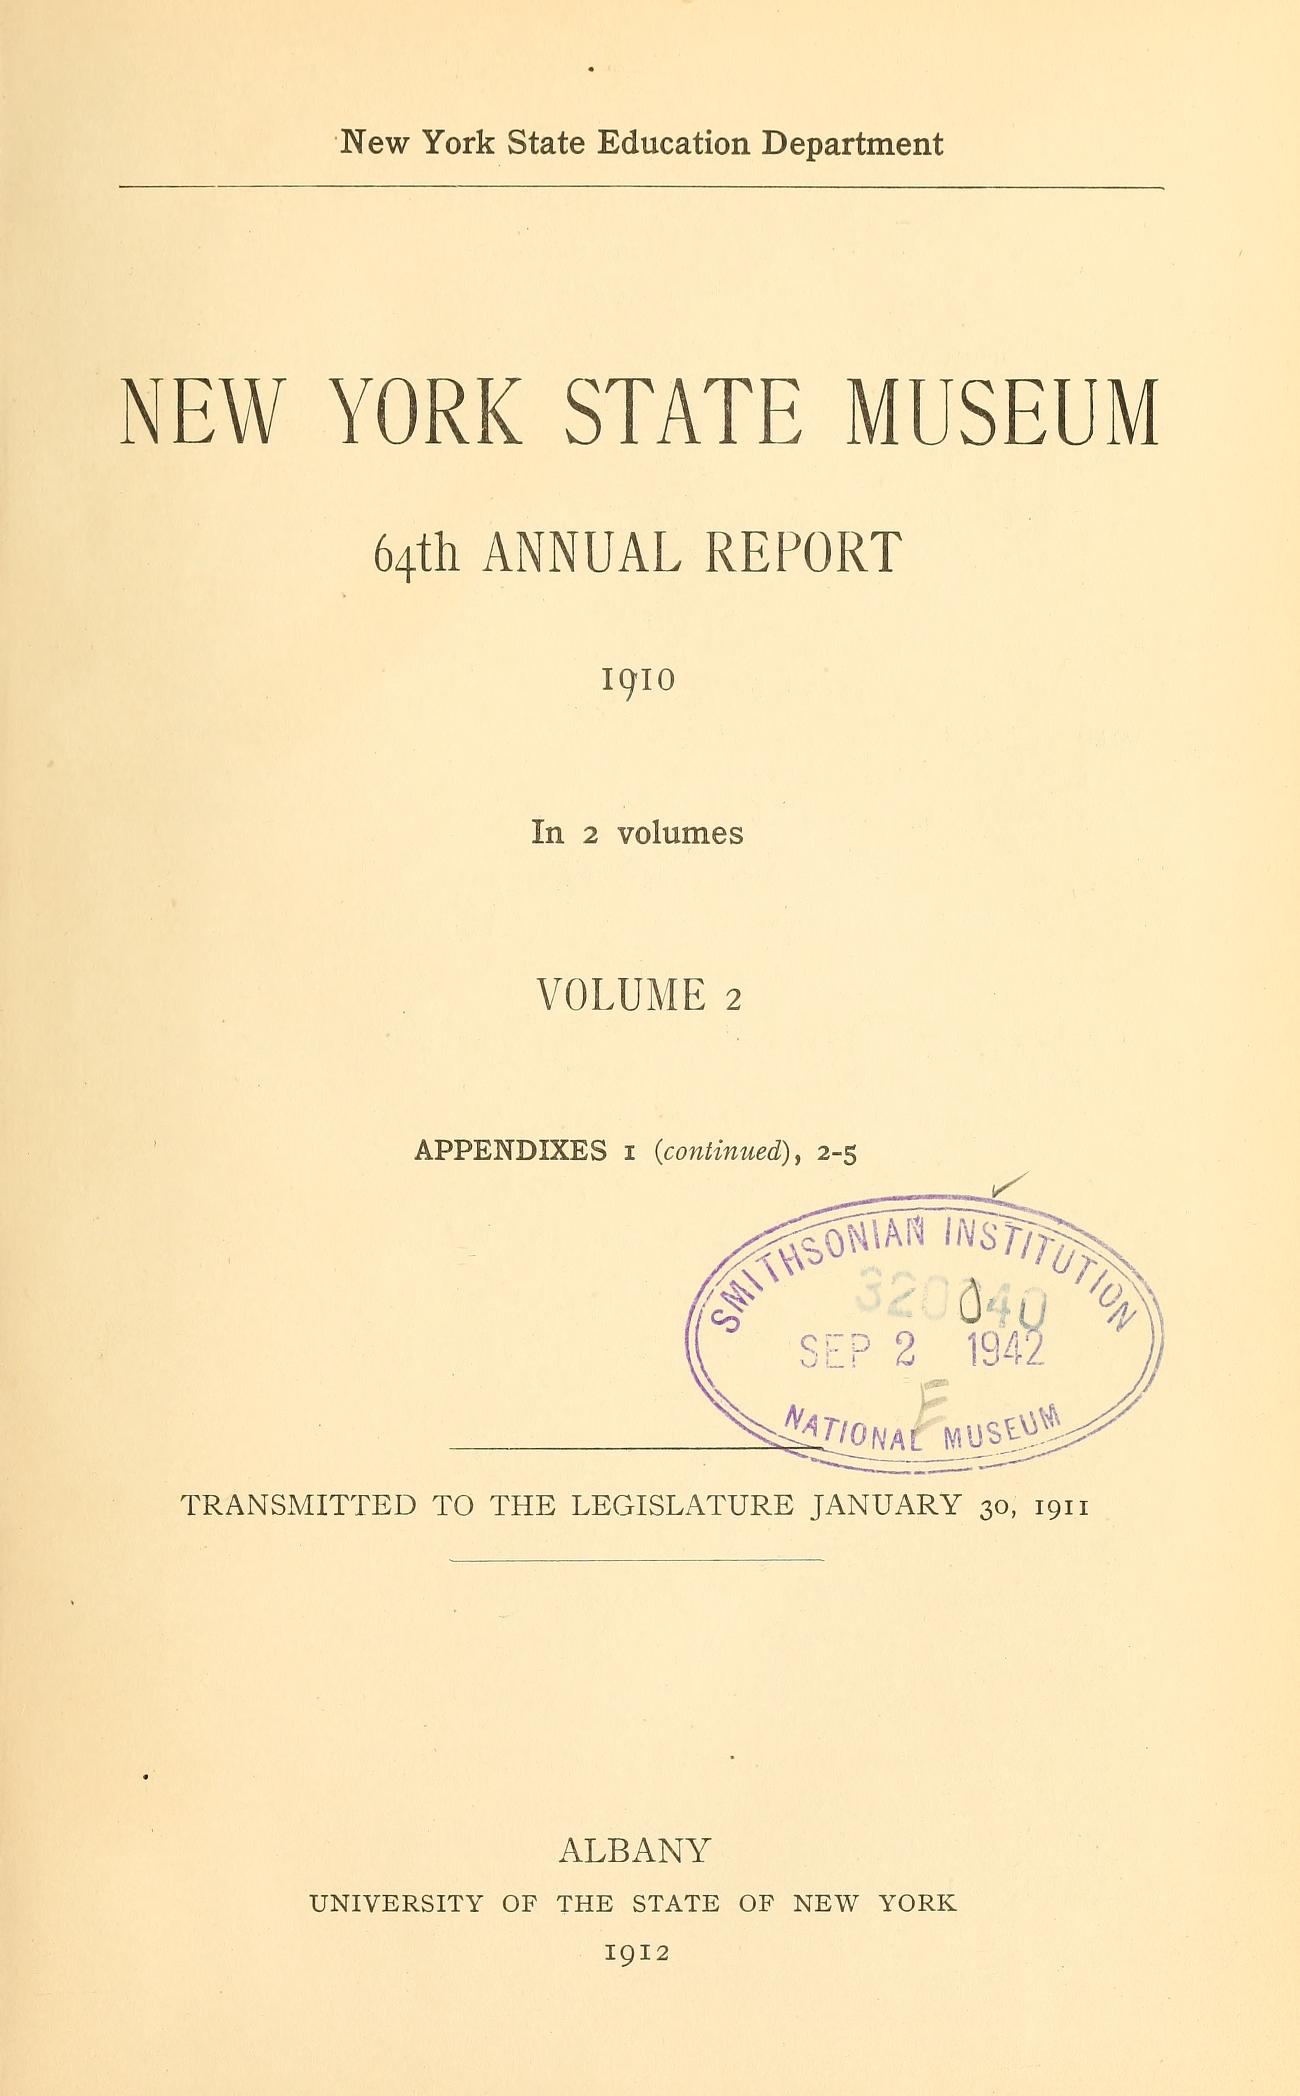 New York State Education Department
NEW YORK STATE MUSEUM
64th ANNUAL REPORT
1910
In 2 volumes
VOLUME 2
APPENDIXES 1 (continued), 2-5
SMITHSONIAN INSTITUTION
320040
SEP 2 1942
E
NATIONAL MUSEUM
TRANSMITTED TO THE LEGISLATURE JANUARY 30, 1911
ALBANY
UNIVERSITY OF THE STATE OF NEW YORK
1912